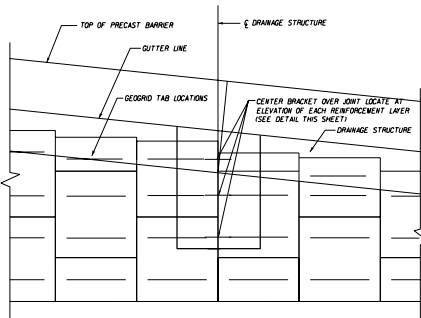 TOP OF PRECAST BARRIER
℄ DRAINAGE STRUCTURE
GUTTER LINE
GEOGRID TAB LOCATIONS
CENTER BRACKET OVER JOINT LOCATE AT
ELEVATION OF EACH REINFORCEMENT LAYER
(SEE DETAIL THIS SHEET)
DRAINAGE STRUCTURE